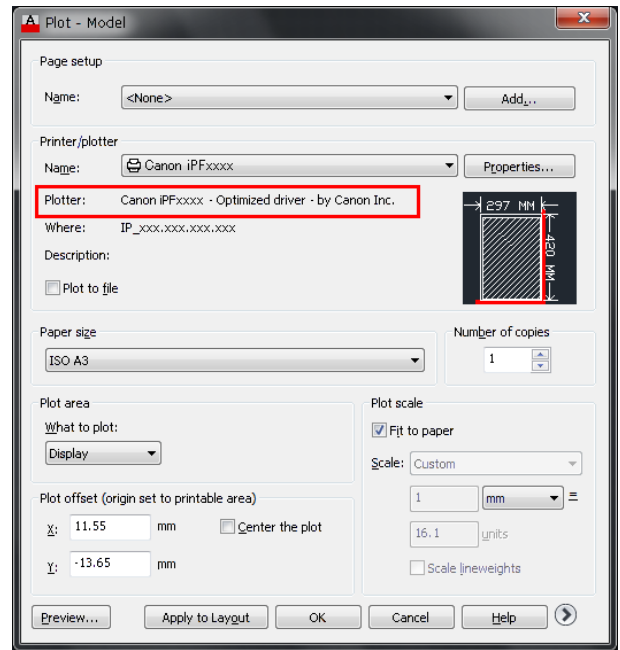 Plot - Model
Page setup
Name:
<None>
Add...
Printer/plotter
Name:
Canon iPFxxxx
Properties...
Plotter:
Canon iPFxxxx - Optimized driver - by Canon Inc.
Where:
IP_xxx.xxx.xxx.xxx
Description:
Plot to file
297 MM
420 MM
Paper size
ISO A3
Number of copies
1
Plot area
What to plot:
Display
Plot scale
Fit to paper
Scale:
Custom
1
mm
=
16.1
units
Scale lineweights
Plot offset (origin set to printable area)
X:
11.55
mm
Center the plot
Y:
-13.65
mm
Preview...
Apply to Layout
OK
Cancel
Help